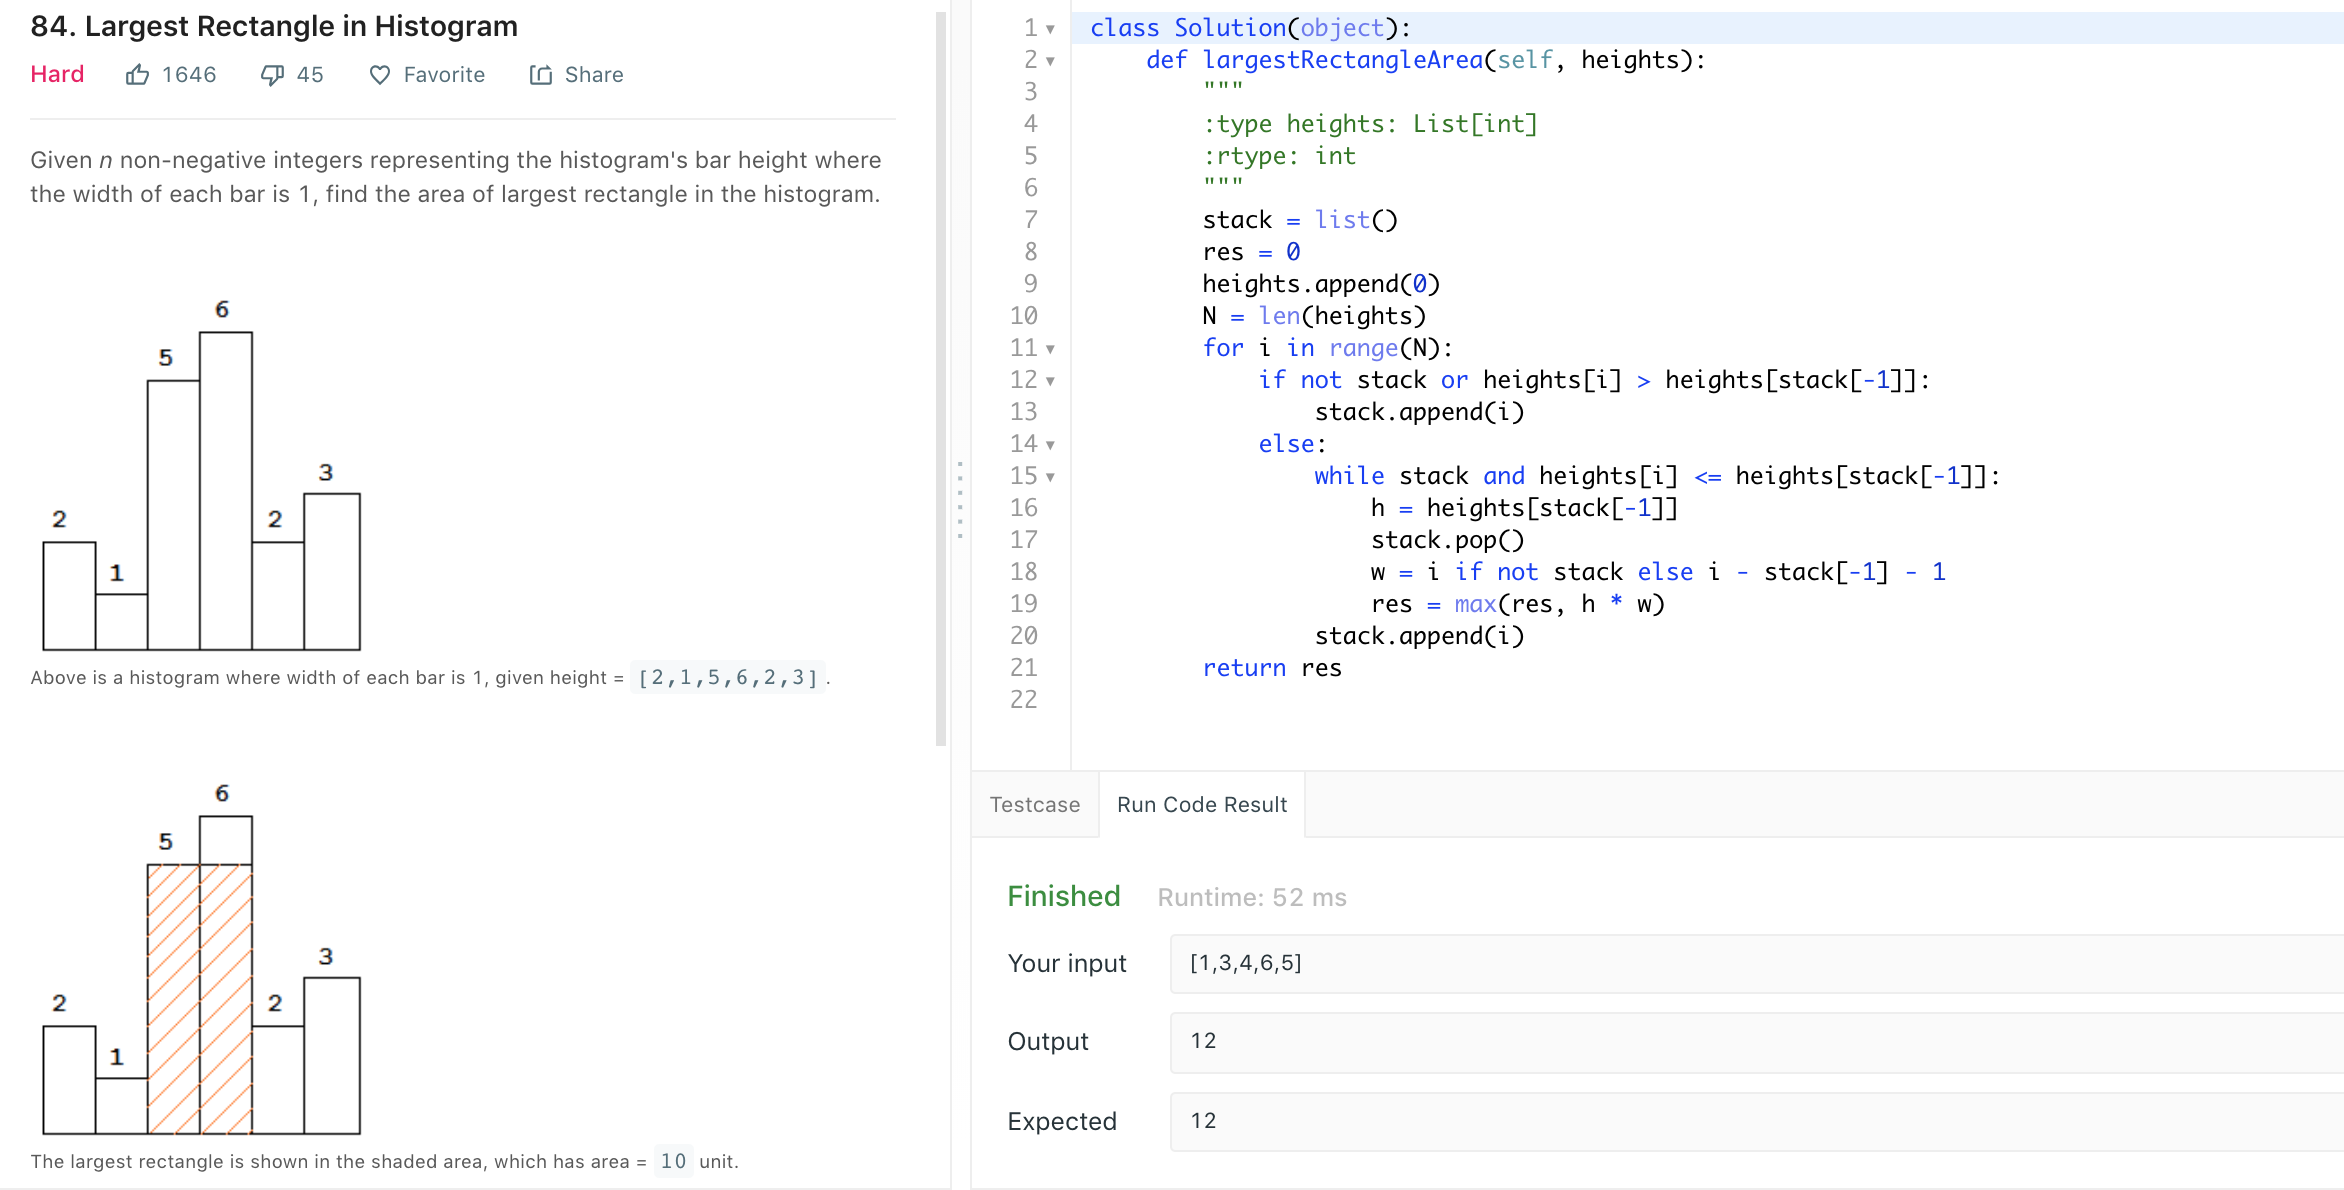 84. Largest Rectangle in Histogram
Hard 1646 45 Favorite Share
Given n non-negative integers representing the histogram's bar height where
the width of each bar is 1, find the area of largest rectangle in the histogram.
6
5
3
2
2
1
Above is a histogram where width of each bar is 1, given height = [2,1,5,6,2,3] .
6
5
3
2
2
1
The largest rectangle is shown in the shaded area, which has area = 10 unit.
1 class Solution(object):
2     def largestRectangleArea(self, heights):
3         """
4         :type heights: List[int]
5         :rtype: int
6         """
7         stack = list()
8         res = 0
9         heights.append(0)
10         N = len(heights)
11         for i in range(N):
12             if not stack or heights[i] > heights[stack[-1]]:
13                 stack.append(i)
14             else:
15                 while stack and heights[i] <= heights[stack[-1]]:
16                     h = heights[stack[-1]]
17                     stack.pop()
18                     w = i if not stack else i - stack[-1] - 1
19                     res = max(res, h * w)
20                 stack.append(i)
21         return res
22
Testcase Run Code Result
Finished Runtime: 52 ms
Your input [1,3,4,6,5]
Output 12
Expected 12